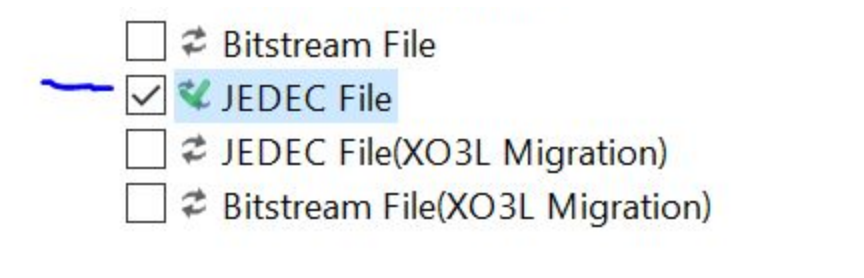 Bitstream File
JEDEC File
JEDEC File(XO3L Migration)
Bitstream File(XO3L Migration)